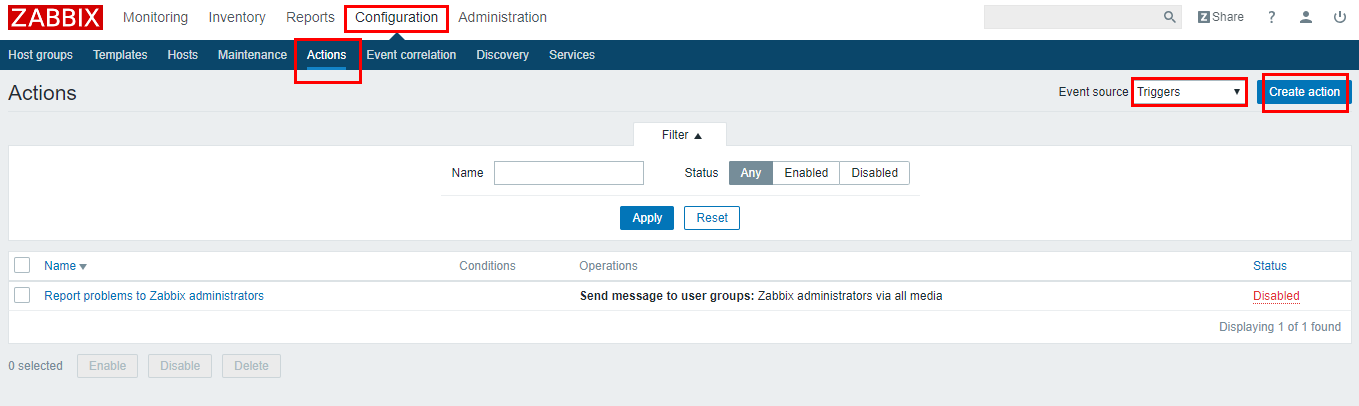 ZABBIX Monitoring Inventory Reports Configuration Administration Z Share ?
Host groups Templates Hosts Maintenance Actions Event correlation Discovery Services
Actions Event source Triggers Create action
Filter
Name Status Any Enabled Disabled
Apply Reset
Name Conditions Operations Status
Report problems to Zabbix administrators Send message to user groups: Zabbix administrators via all media Disabled
Displaying 1 of 1 found
0 selected Enable Disable Delete